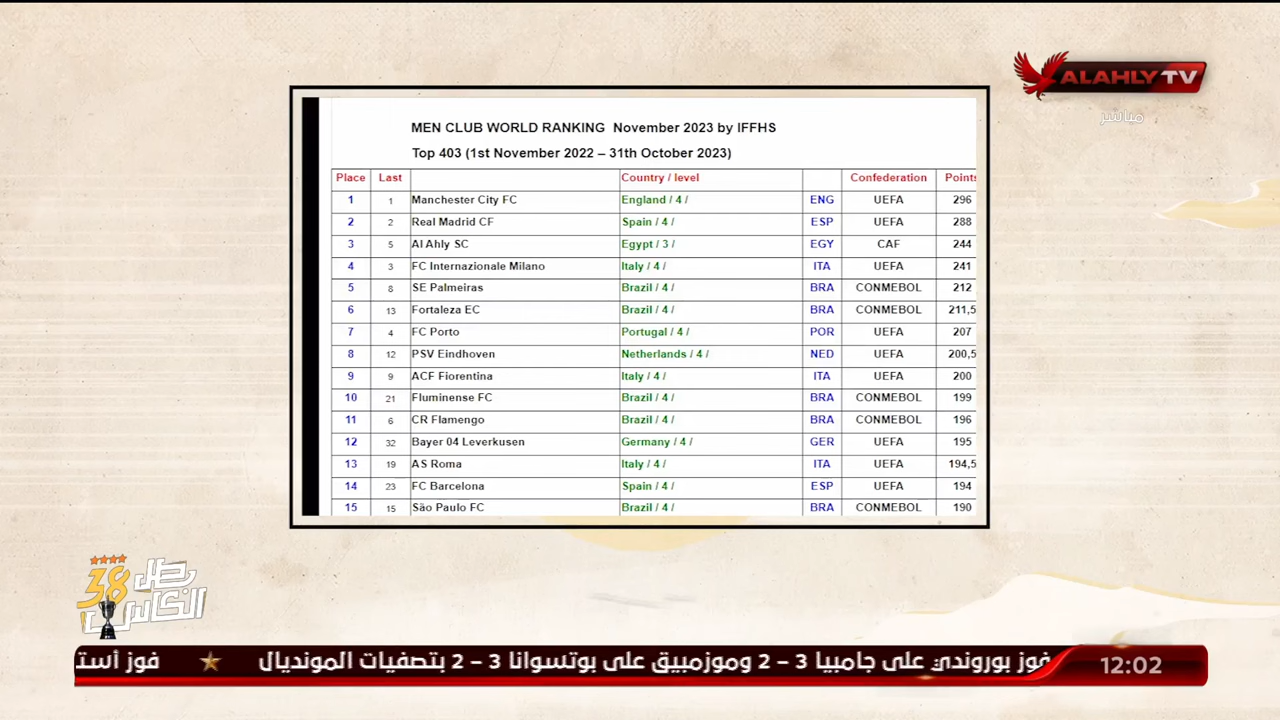 ALAHLY TV
مباشر
MEN CLUB WORLD RANKING November 2023 by IFFHS
Top 403 (1st November 2022 – 31th October 2023)
Place Last Country / level Confederation Points
1 1 Manchester City FC England / 4 / ENG UEFA 296
2 2 Real Madrid CF Spain / 4 / ESP UEFA 288
3 5 Al Ahly SC Egypt / 3 / EGY CAF 244
4 3 FC Internazionale Milano Italy / 4 / ITA UEFA 241
5 8 SE Palmeiras Brazil / 4 / BRA CONMEBOL 212
6 13 Fortaleza EC Brazil / 4 / BRA CONMEBOL 211,5
7 4 FC Porto Portugal / 4 / POR UEFA 207
8 12 PSV Eindhoven Netherlands / 4 / NED UEFA 200,5
9 9 ACF Fiorentina Italy / 4 / ITA UEFA 200
10 21 Fluminense FC Brazil / 4 / BRA CONMEBOL 199
11 6 CR Flamengo Brazil / 4 / BRA CONMEBOL 196
12 32 Bayer 04 Leverkusen Germany / 4 / GER UEFA 195
13 19 AS Roma Italy / 4 / ITA UEFA 194,5
14 23 FC Barcelona Spain / 4 / ESP UEFA 194
15 15 São Paulo FC Brazil / 4 / BRA CONMEBOL 190
بطل 38
الكاس
فوز بوروندي على جامبيا 3 – 2 وموزمبيق على بوتسوانا 3 – 2 بتصفيات المونديال فوز أست
12:02